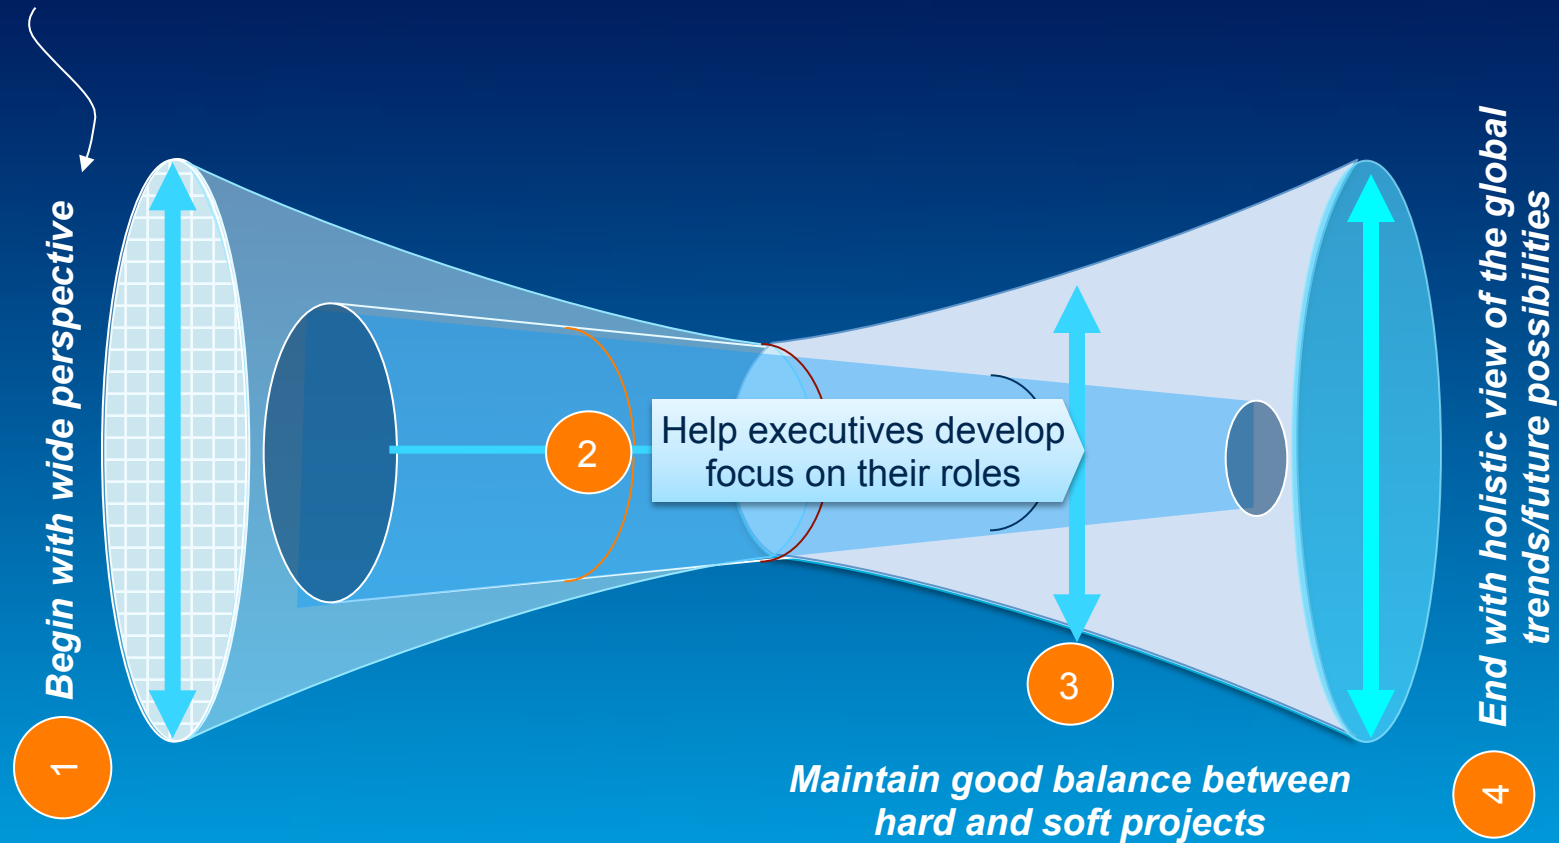 1
Begin with wide perspective
2
Help executives develop
focus on their roles
3
Maintain good balance between
hard and soft projects
4
End with holistic view of the global
trends/future possibilities